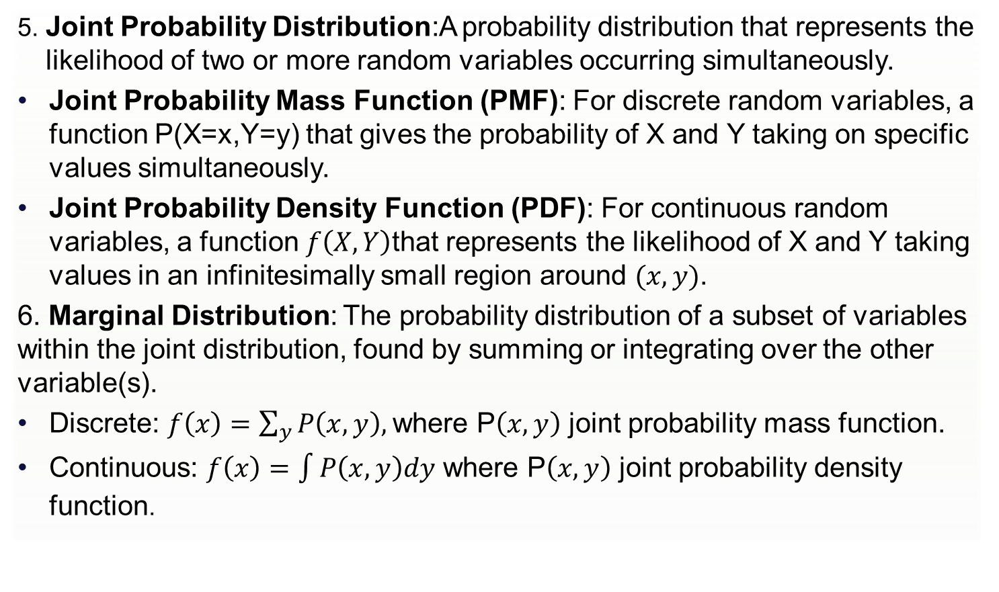 5. Joint Probability Distribution:A probability distribution that represents the
likelihood of two or more random variables occurring simultaneously.
• Joint Probability Mass Function (PMF): For discrete random variables, a
function P(X=x,Y=y) that gives the probability of X and Y taking on specific
values simultaneously.
• Joint Probability Density Function (PDF): For continuous random
variables, a function 𝑓(𝑋,𝑌)that represents the likelihood of X and Y taking
values in an infinitesimally small region around (𝑥,𝑦).
6. Marginal Distribution: The probability distribution of a subset of variables
within the joint distribution, found by summing or integrating over the other
variable(s).
• Discrete: 𝑓(𝑥) = ∑𝑦 𝑃(𝑥,𝑦), where P(𝑥,𝑦) joint probability mass function.
• Continuous: 𝑓(𝑥) = ∫ 𝑃(𝑥,𝑦)𝑑𝑦 where P(𝑥,𝑦) joint probability density
function.